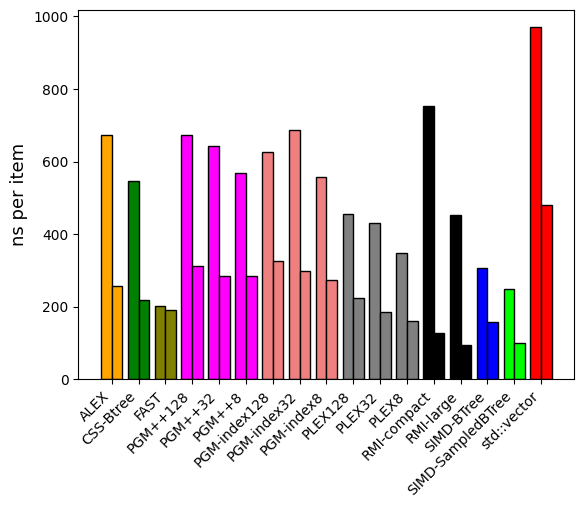 1000
800
600
400
200
0
ns per item
ALEX
CSS-Btree
FAST
PGM++128
PGM++32
PGM++8
PGM-index128
PGM-index32
PGM-index8
PLEX128
PLEX32
PLEX8
RMI-compact
RMI-large
SIMD-BTree
SIMD-SampledBTree
std::vector